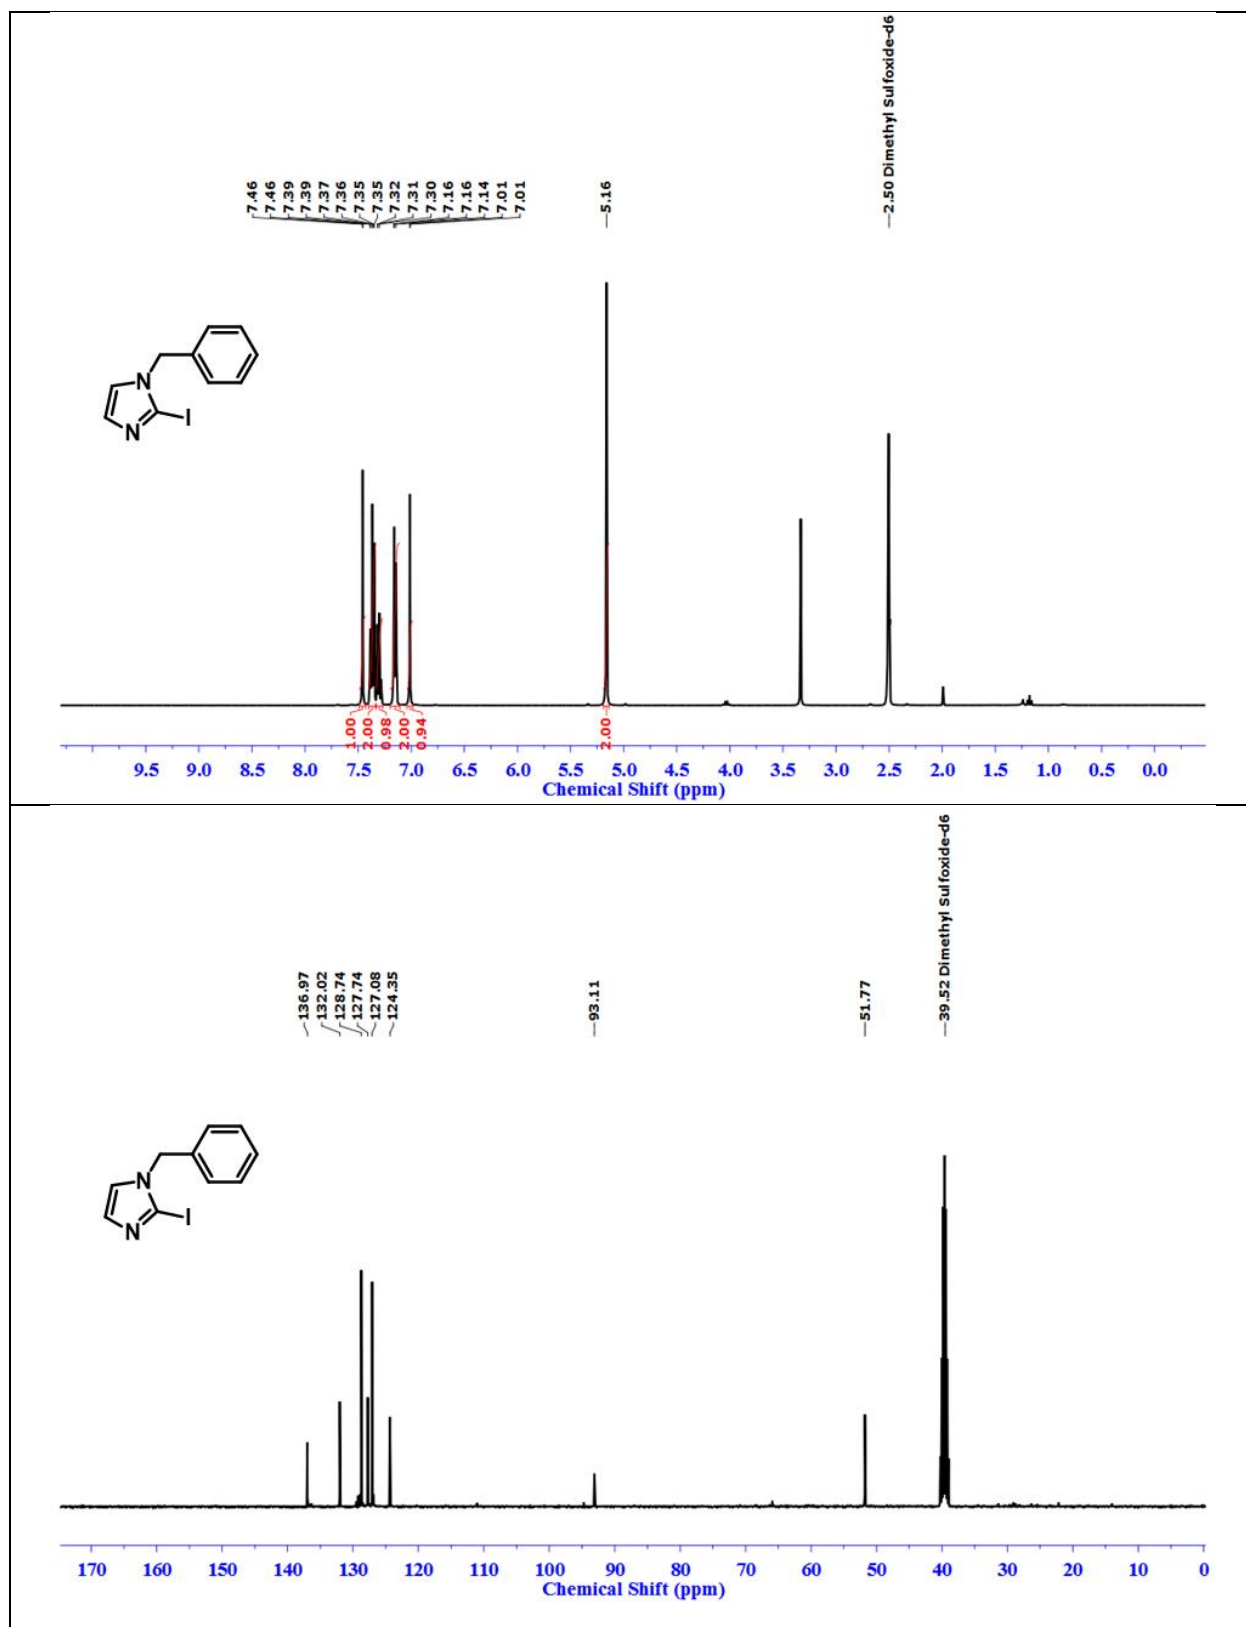 2.50 Dimethyl Sulfoxide-d6
7.46
7.46
7.39
7.39
7.37
7.36
7.35
7.35
7.32
7.31
7.30
7.16
7.16
7.14
7.01
7.01
5.16
N
N
I
1.00
2.00
0.98
2.00
0.94
2.00
9.5 9.0 8.5 8.0 7.5 7.0 6.5 6.0 5.5 5.0 4.5 4.0 3.5 3.0 2.5 2.0 1.5 1.0 0.5 0.0
Chemical Shift (ppm)
39.52 Dimethyl Sulfoxide-d6
136.97
132.02
128.74
127.74
127.08
124.35
93.11
51.77
N
N
I
170 160 150 140 130 120 110 100 90 80 70 60 50 40 30 20 10 0
Chemical Shift (ppm)